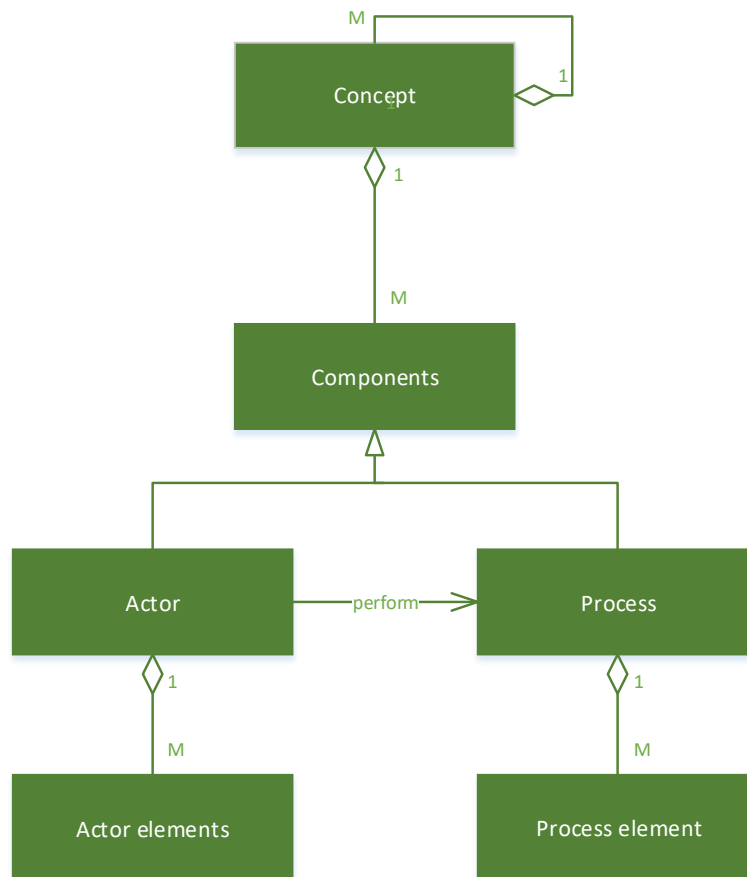 M
1
Concept
1
1
M
Components
Actor
perform
Process
1
1
M
M
Actor elements
Process element